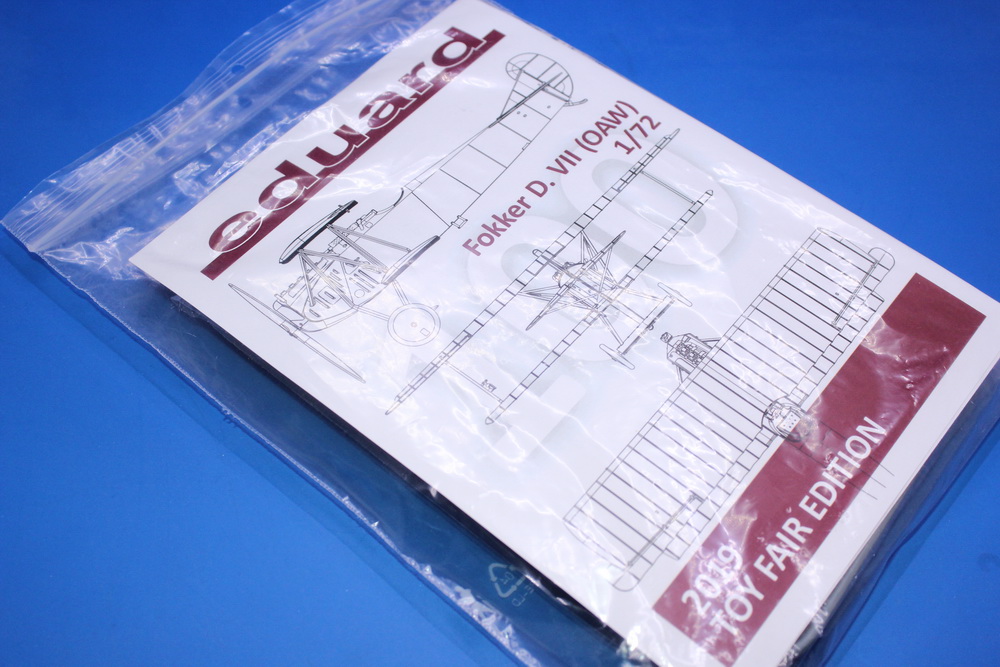 eduard
Fokker D. VII (OAW)
1/72
2019
TOY FAIR EDITION